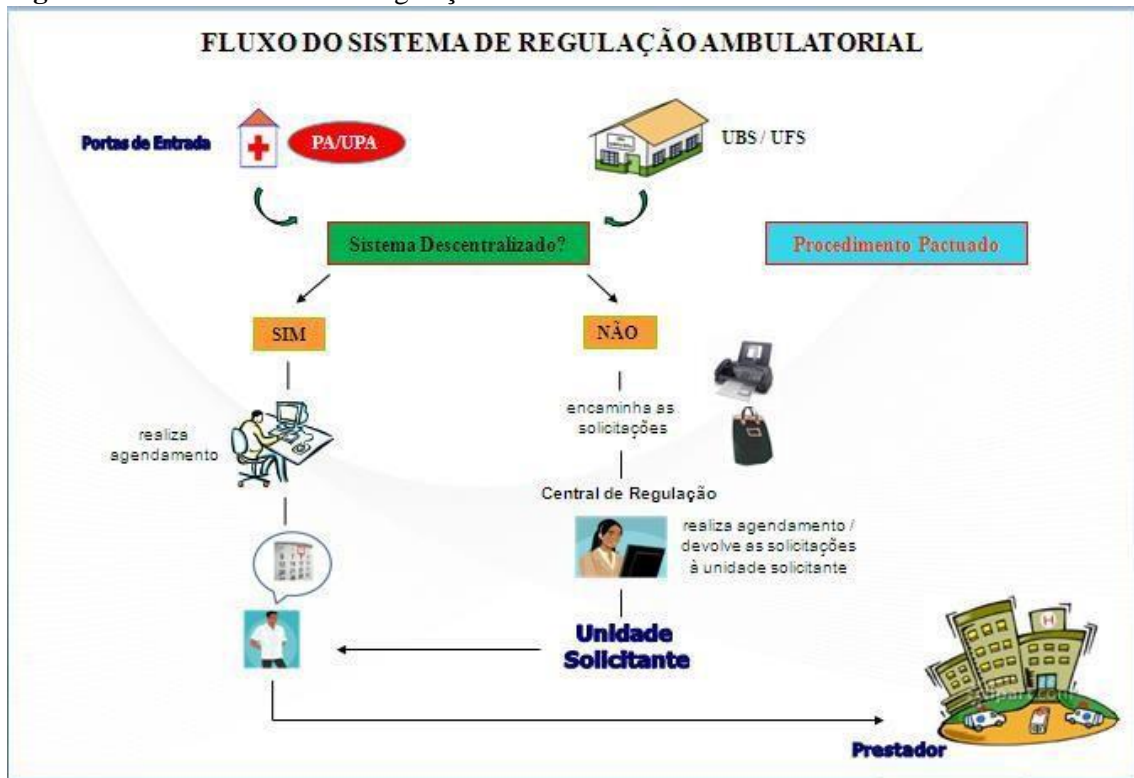 FLUXO DO SISTEMA DE REGULAÇÃO AMBULATORIAL
Portas de Entrada
PA/UPA
UBS / UFS
Sistema Descentralizado?
Procedimento Pactuado
SIM
NÃO
realiza
agendamento
encaminha as
solicitações
Central de Regulação
realiza agendamento /
devolve as solicitações
à unidade solicitante
Unidade
Solicitante
H
Prestador